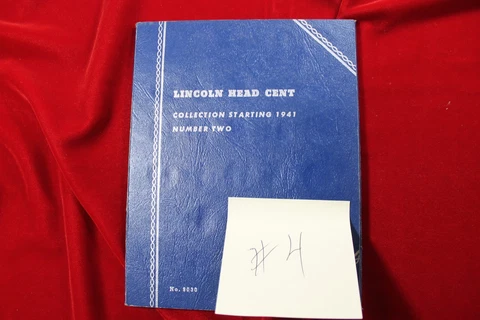 LINCOLN HEAD CENT
COLLECTION STARTING 1941
NUMBER TWO
# 4
No. 9030